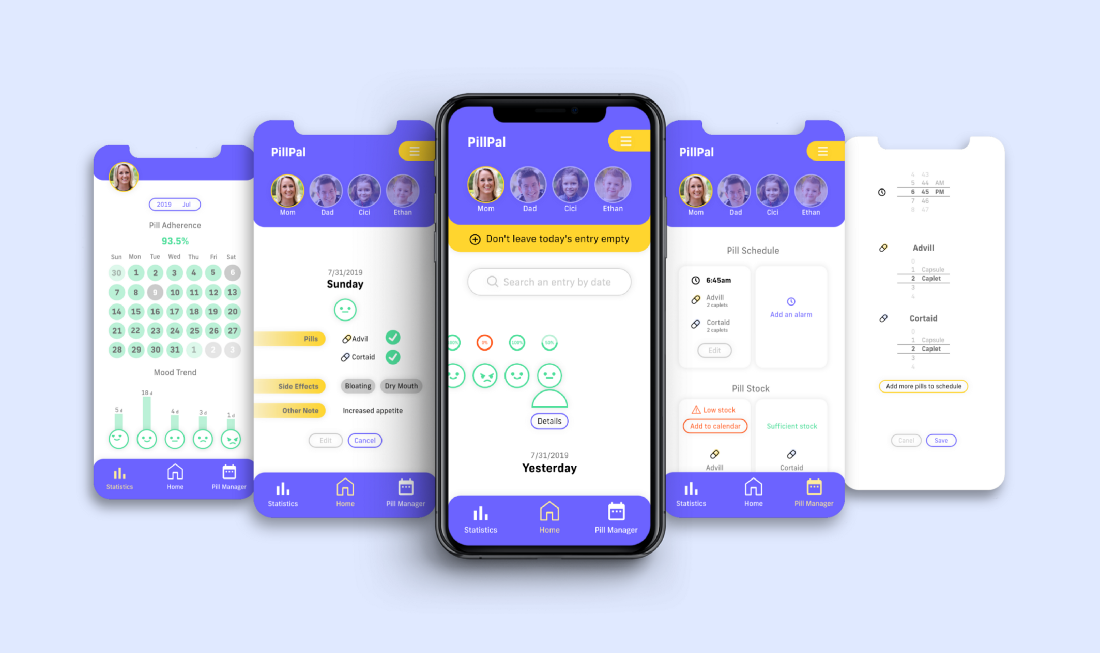 2019 Jul
Pill Adherence
93.5%
Sun Mon Tue Wed Thu Fri Sat
30 1 2 3 4 5 6
7 8 9 10 11 12 13
14 15 16 17 18 19 20
21 22 23 24 25 26 27
28 29 30 31 1 2 3
Mood Trend
5 d 18 d 4 d 3 d 1 d
Statistics Home Pill Manager
PillPal
Mom Dad Cici Ethan
7/31/2019
Sunday
Pills Advil
Cortaid
Side Effects Bloating Dry Mouth
Other Note Increased appetite
Edit Cancel
Statistics Home Pill Manager
PillPal
Mom Dad Cici Ethan
Don't leave today's entry empty
Search an entry by date
0% 100% 50%
Details
7/31/2019
Yesterday
Statistics Home Pill Manager
PillPal
Mom Dad Cici Ethan
Pill Schedule
6:45am
Advill
2 caplets
Cortaid
2 caplets
Edit
Add an alarm
Pill Stock
Low stock
Add to calendar
Advill
Sufficient stock
Cortaid
Statistics Home Pill Manager
4 43
5 44 AM
6 45 PM
7 46
8 47
Advill
0
1 Capsule
2 Caplet
3
4
Cortaid
0
1 Capsule
2 Caplet
3
4
Add more pills to schedule
Cancl Save